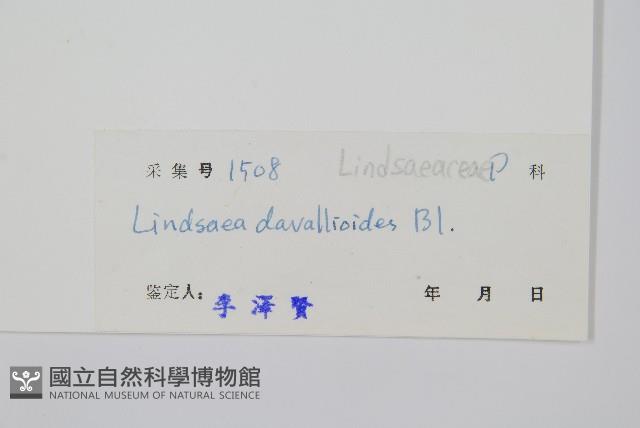 采集号 1508 Lindsaeaceae P 科
Lindsaea davallioides Bl.
鉴定人: 李泽贤 年 月 日
國立自然科學博物館
NATIONAL MUSEUM OF NATURAL SCIENCE